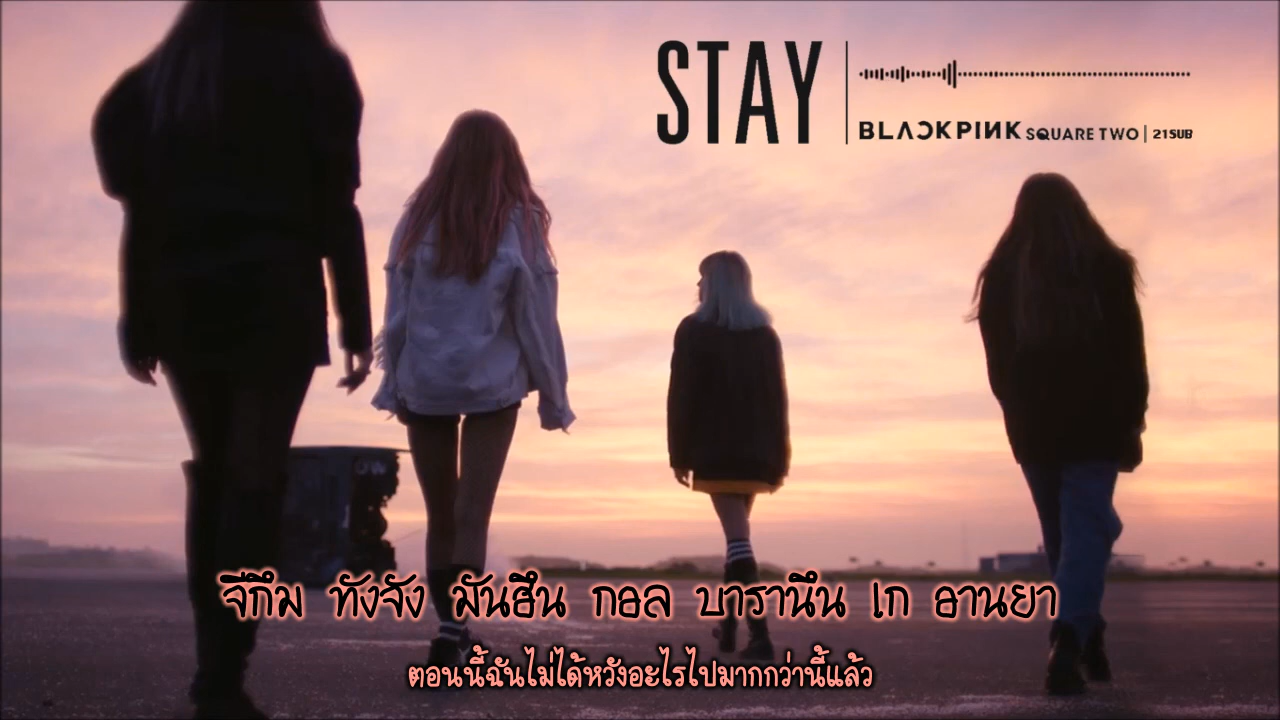 STAY
BLACKPINK SQUARE TWO | 21SUB
จีกึม ทังจัง มันฮึน กอล บารานึน เก อานยา
ตอนนี้ฉันไม่ได้หวังอะไรไปมากกว่านี้แล้ว